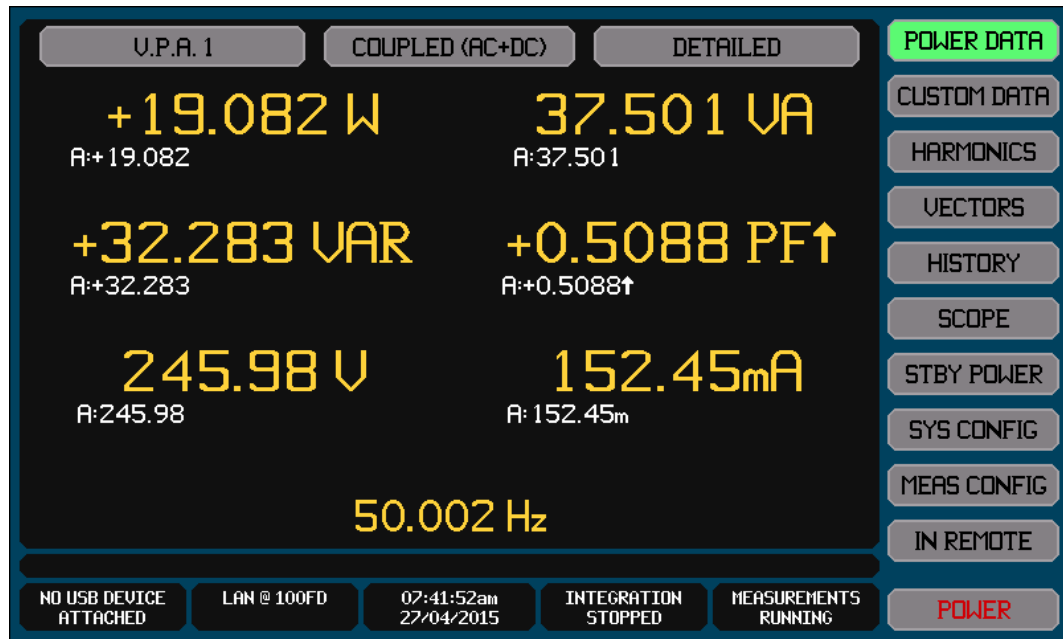 V.P.A. 1 COUPLED (AC+DC) DETAILED
+19.082 W 37.501 VA
A:+19.082 A:37.501
+32.283 VAR +0.5088 PF↑
A:+32.283 A:+0.5088↑
245.98 V 152.45mA
A:245.98 A:152.45m
50.002 Hz
NO USB DEVICE
ATTACHED
LAN @ 100FD
07:41:52am
27/04/2015
INTEGRATION
STOPPED
MEASUREMENTS
RUNNING
POWER DATA
CUSTOM DATA
HARMONICS
VECTORS
HISTORY
SCOPE
STBY POWER
SYS CONFIG
MEAS CONFIG
IN REMOTE
POWER